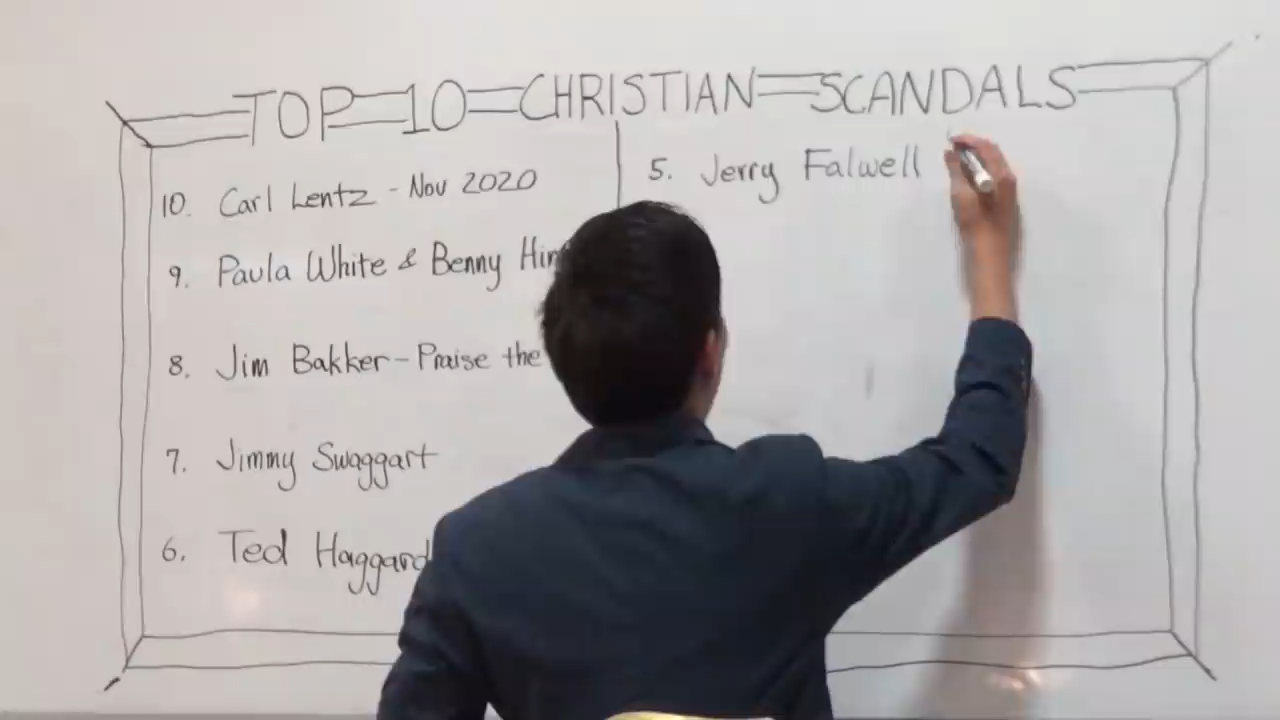 TOP 10 CHRISTIAN SCANDALS
10. Carl Lentz - Nov 2020
9. Paula White & Benny
8. Jim Bakker - Praise the
7. Jimmy Swaggart
6. Ted Haggard
5. Jerry Falwell